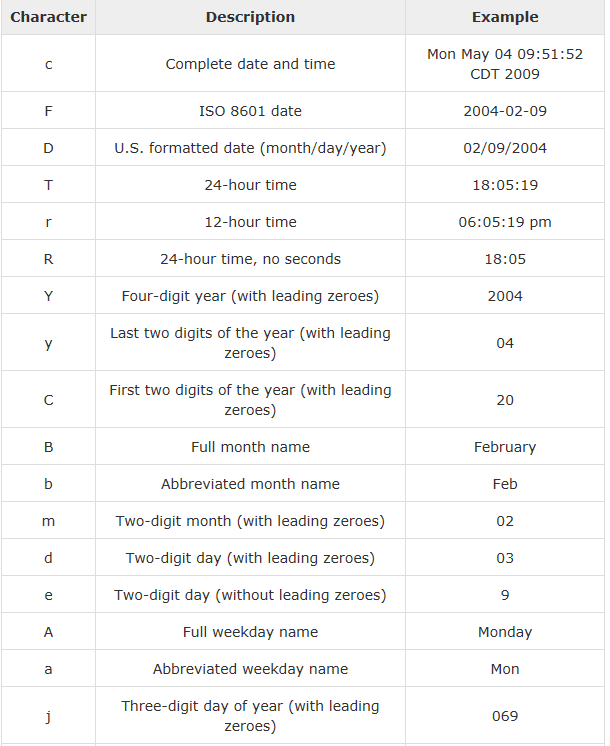 Character Description Example
c Complete date and time Mon May 04 09:51:52
CDT 2009
F ISO 8601 date 2004-02-09
D U.S. formatted date (month/day/year) 02/09/2004
T 24-hour time 18:05:19
r 12-hour time 06:05:19 pm
R 24-hour time, no seconds 18:05
Y Four-digit year (with leading zeroes) 2004
y Last two digits of the year (with leading
zeroes) 04
C First two digits of the year (with leading
zeroes) 20
B Full month name February
b Abbreviated month name Feb
m Two-digit month (with leading zeroes) 02
d Two-digit day (with leading zeroes) 03
e Two-digit day (without leading zeroes) 9
A Full weekday name Monday
a Abbreviated weekday name Mon
j Three-digit day of year (with leading
zeroes) 069